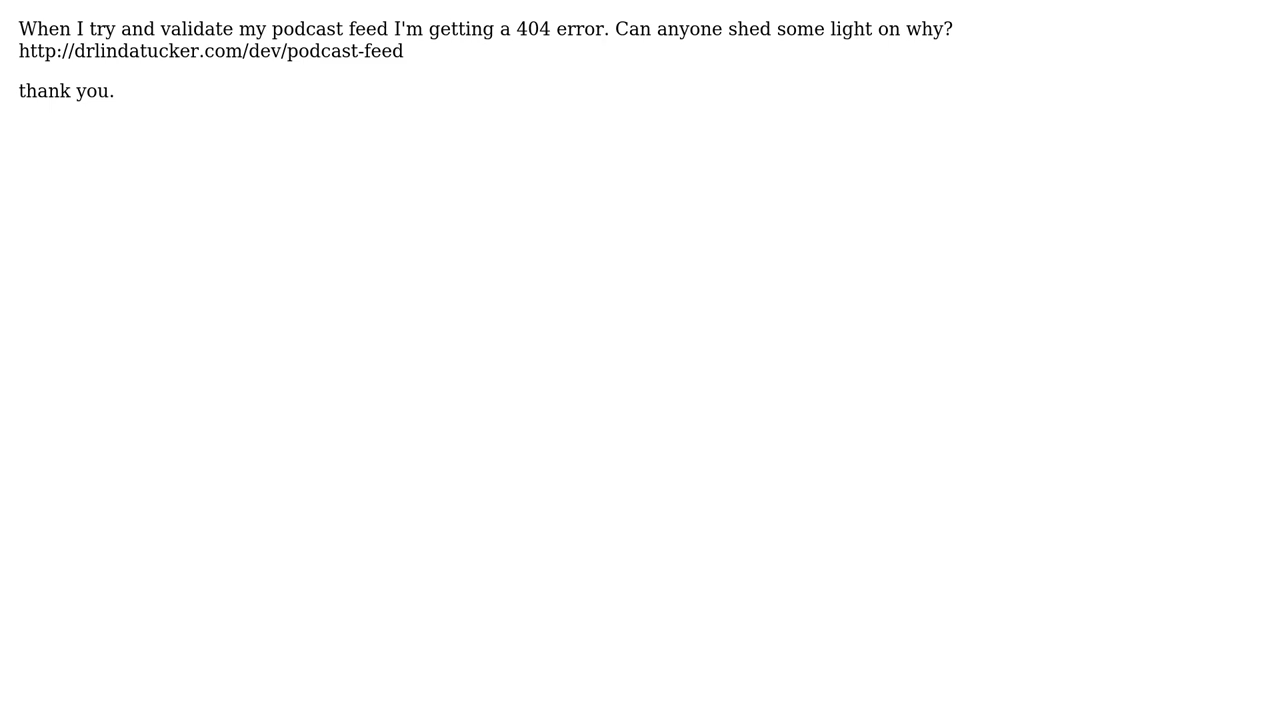 When I try and validate my podcast feed I'm getting a 404 error. Can anyone shed some light on why?
http://drlindatucker.com/dev/podcast-feed
thank you.